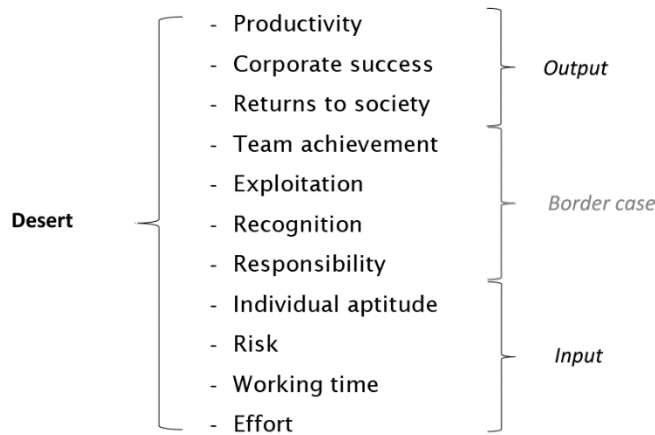 - Productivity
- Corporate success
- Returns to society
Output
- Team achievement
- Exploitation
- Recognition
- Responsibility
Border case
Desert
- Individual aptitude
- Risk
- Working time
- Effort
Input